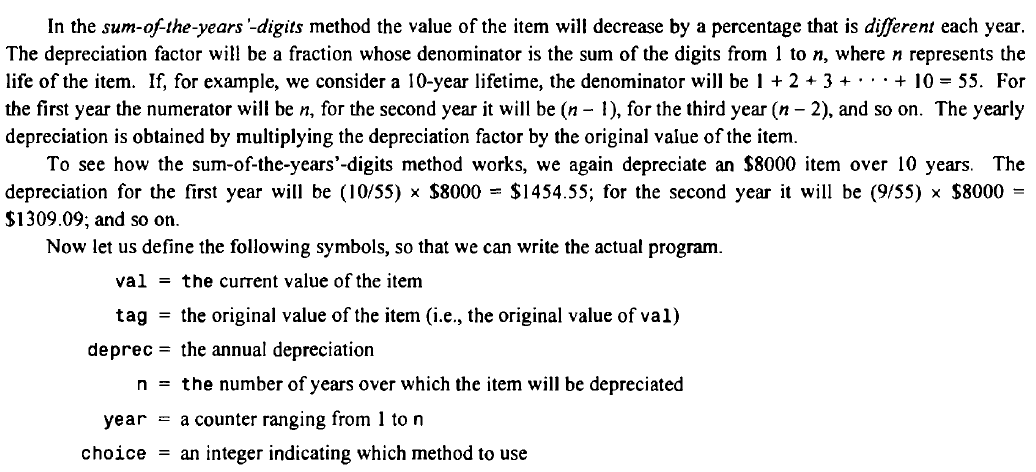 In the sum-of-the-years'-digits method the value of the item will decrease by a percentage that is different each year.
The depreciation factor will be a fraction whose denominator is the sum of the digits from 1 to n, where n represents the
life of the item. If, for example, we consider a 10-year lifetime, the denominator will be 1 + 2 + 3 + · · · + 10 = 55. For
the first year the numerator will be n, for the second year it will be (n – 1), for the third year (n – 2), and so on. The yearly
depreciation is obtained by multiplying the depreciation factor by the original value of the item.
To see how the sum-of-the-years'-digits method works, we again depreciate an $8000 item over 10 years. The
depreciation for the first year will be (10/55) × $8000 = $1454.55; for the second year it will be (9/55) × $8000 =
$1309.09; and so on.
Now let us define the following symbols, so that we can write the actual program.
val = the current value of the item
tag = the original value of the item (i.e., the original value of val)
deprec = the annual depreciation
n = the number of years over which the item will be depreciated
year = a counter ranging from 1 to n
choice = an integer indicating which method to use